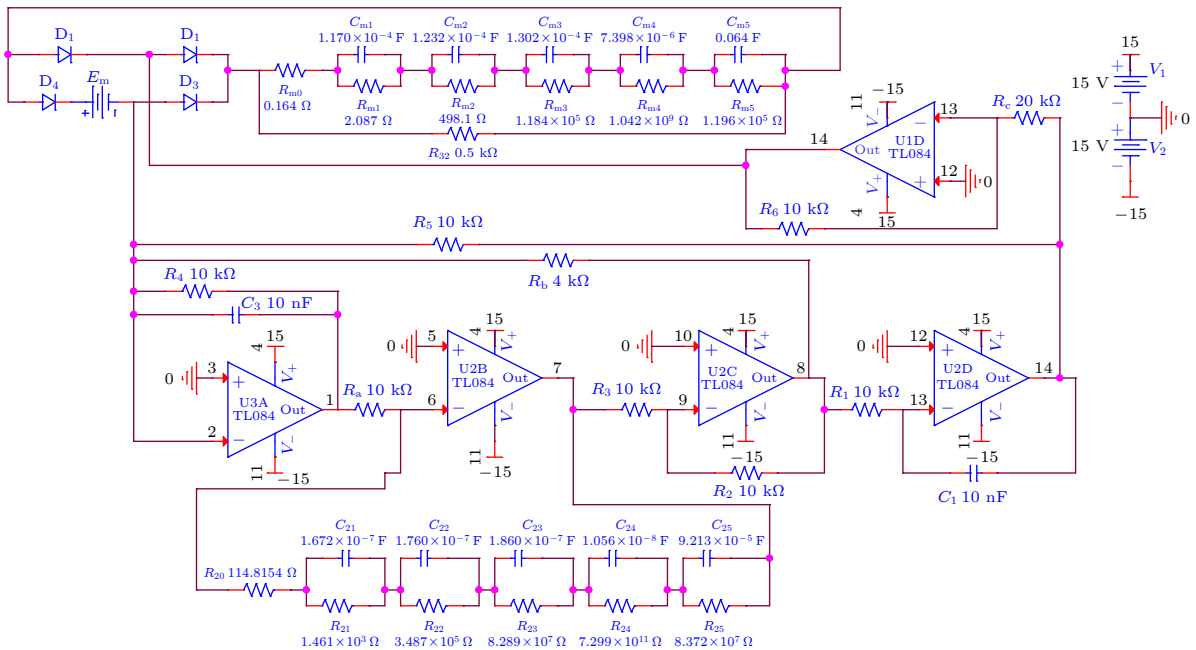 D₁
D₁
D₄
Eₘ
+
D₃
Cₘ₁
1.170×10⁻⁴ F
Cₘ₂
1.232×10⁻⁴ F
Cₘ₃
1.302×10⁻⁴ F
Cₘ₄
7.398×10⁻⁶ F
Cₘ₅
0.064 F
Rₘ₀
0.164 Ω
Rₘ₁
2.087 Ω
Rₘ₂
498.1 Ω
Rₘ₃
1.184×10⁵ Ω
Rₘ₄
1.042×10⁹ Ω
Rₘ₅
1.196×10⁵ Ω
R₃₂ 0.5 kΩ
14
11
−15
V₋
−
13
U1D
TL084
Out
+
12
0
V₊
4
15
R_c 20 kΩ
R₆ 10 kΩ
15
+
15 V
V₁
−
0
+
15 V
V₂
−
−15
R₅ 10 kΩ
R_b 4 kΩ
R₄ 10 kΩ
C₃ 10 nF
0
3
+
4
15
V₊
U3A
TL084
Out
1
2
−
V₋
11
−15
Rₐ 10 kΩ
0
5
+
4
15
V₊
U2B
TL084
Out
7
6
−
V₋
11
−15
R₃ 10 kΩ
0
10
+
4
15
V₊
U2C
TL084
Out
8
9
−
V₋
11
−15
R₂ 10 kΩ
R₁ 10 kΩ
0
12
+
4
15
V₊
U2D
TL084
Out
14
13
−
V₋
11
−15
C₁ 10 nF
R₂₀ 114.8154 Ω
C₂₁
1.672×10⁻⁷ F
C₂₂
1.760×10⁻⁷ F
C₂₃
1.860×10⁻⁷ F
C₂₄
1.056×10⁻⁸ F
C₂₅
9.213×10⁻⁵ F
R₂₁
1.461×10³ Ω
R₂₂
3.487×10⁵ Ω
R₂₃
8.289×10⁷ Ω
R₂₄
7.299×10¹¹ Ω
R₂₅
8.372×10⁷ Ω